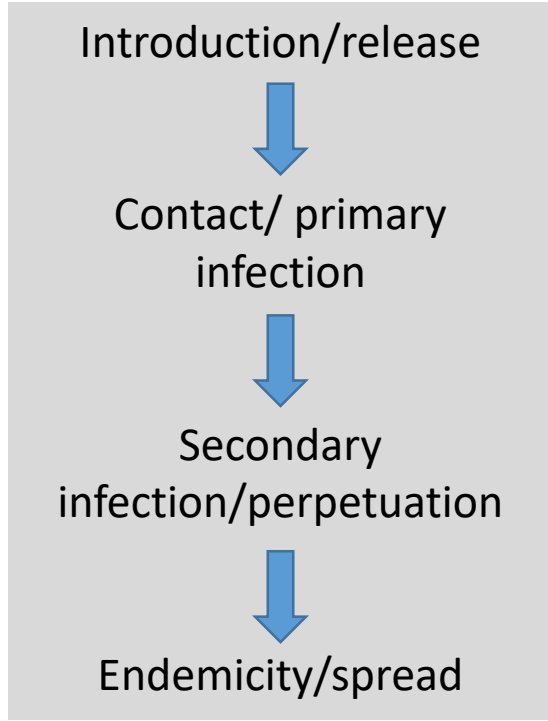 Introduction/release
Contact/ primary
infection
Secondary
infection/perpetuation
Endemicity/spread